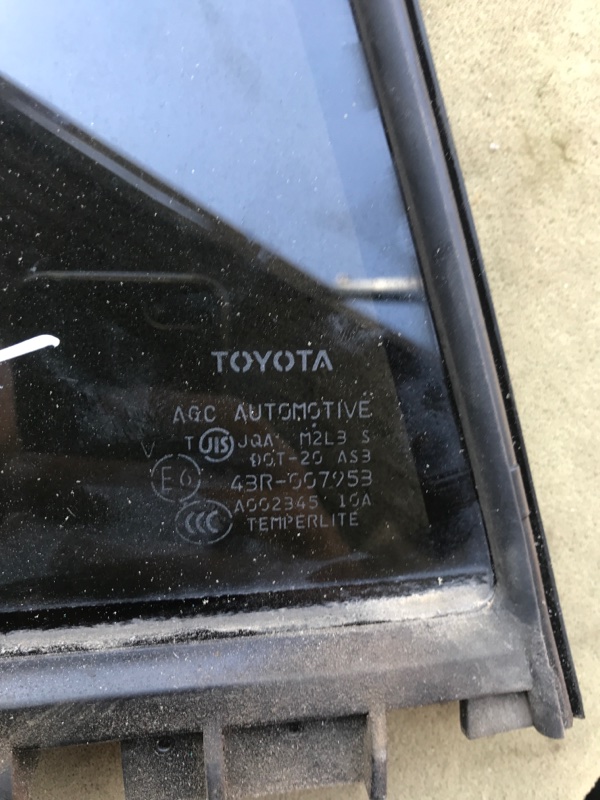 TOYOTA
AGC AUTOMOTIVE
T JIS JQA M2L3 S
DOT-20 AS3
V
E6 43R-007953
A002345 10A
CCC
TEMPERLITE